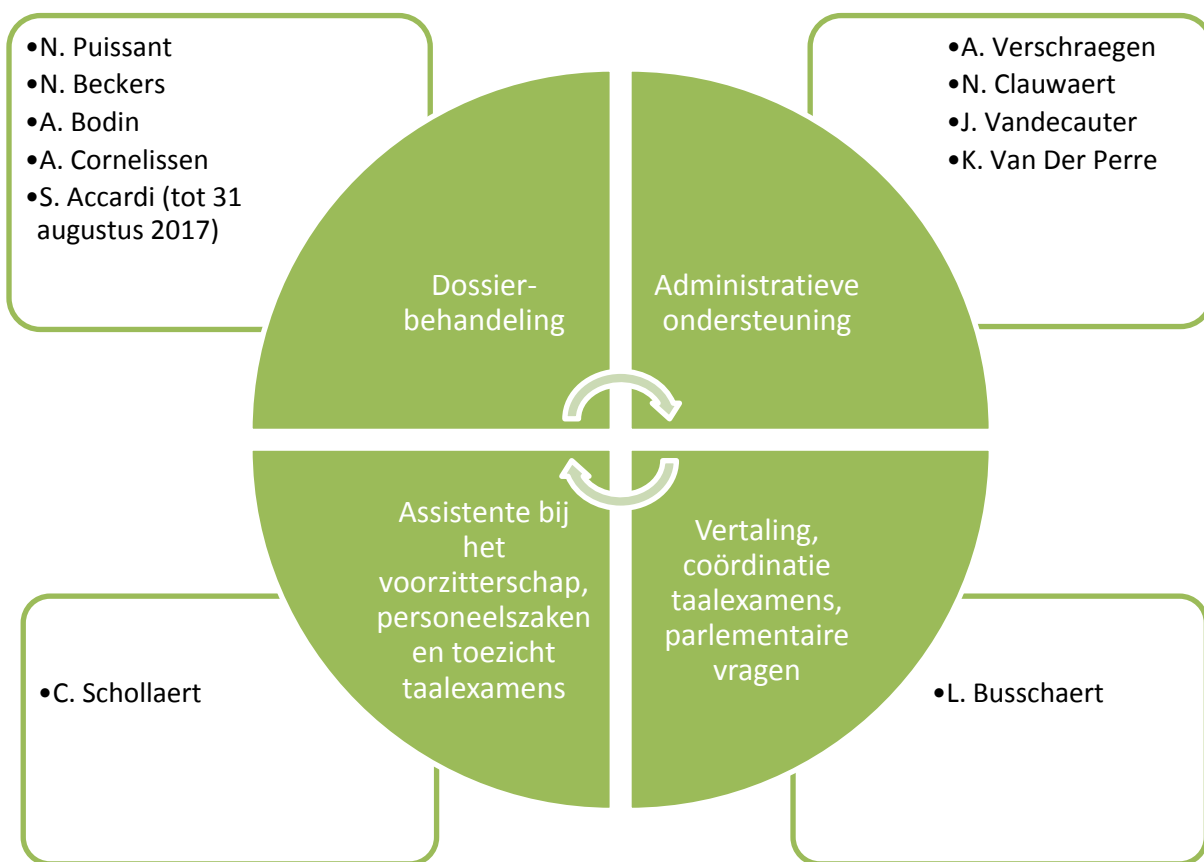 •N. Puissant
•N. Beckers
•A. Bodin
•A. Cornelissen
•S. Accardi (tot 31
augustus 2017)
•A. Verschraegen
•N. Clauwaert
•J. Vandecauter
•K. Van Der Perre
Dossier-
behandeling
Administratieve
ondersteuning
Assistente bij
het
voorzitterschap,
personeelszaken
en toezicht
taalexamens
Vertaling,
coördinatie
taalexamens,
parlementaire
vragen
•C. Schollaert
•L. Busschaert